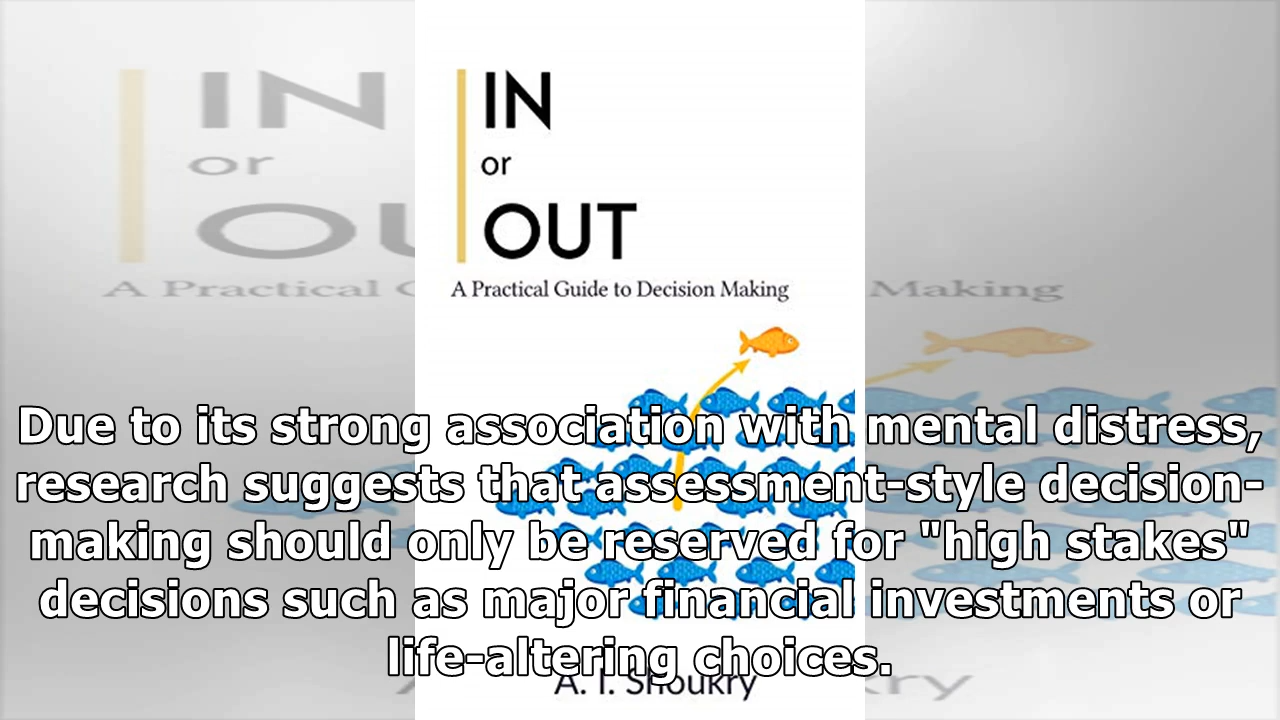 IN
or
OUT
A Practical Guide to Decision Making
Due to its strong association with mental distress,
research suggests that assessment-style decision-
making should only be reserved for "high stakes"
decisions such as major financial investments or
life-altering choices.
A. I. Shoukry